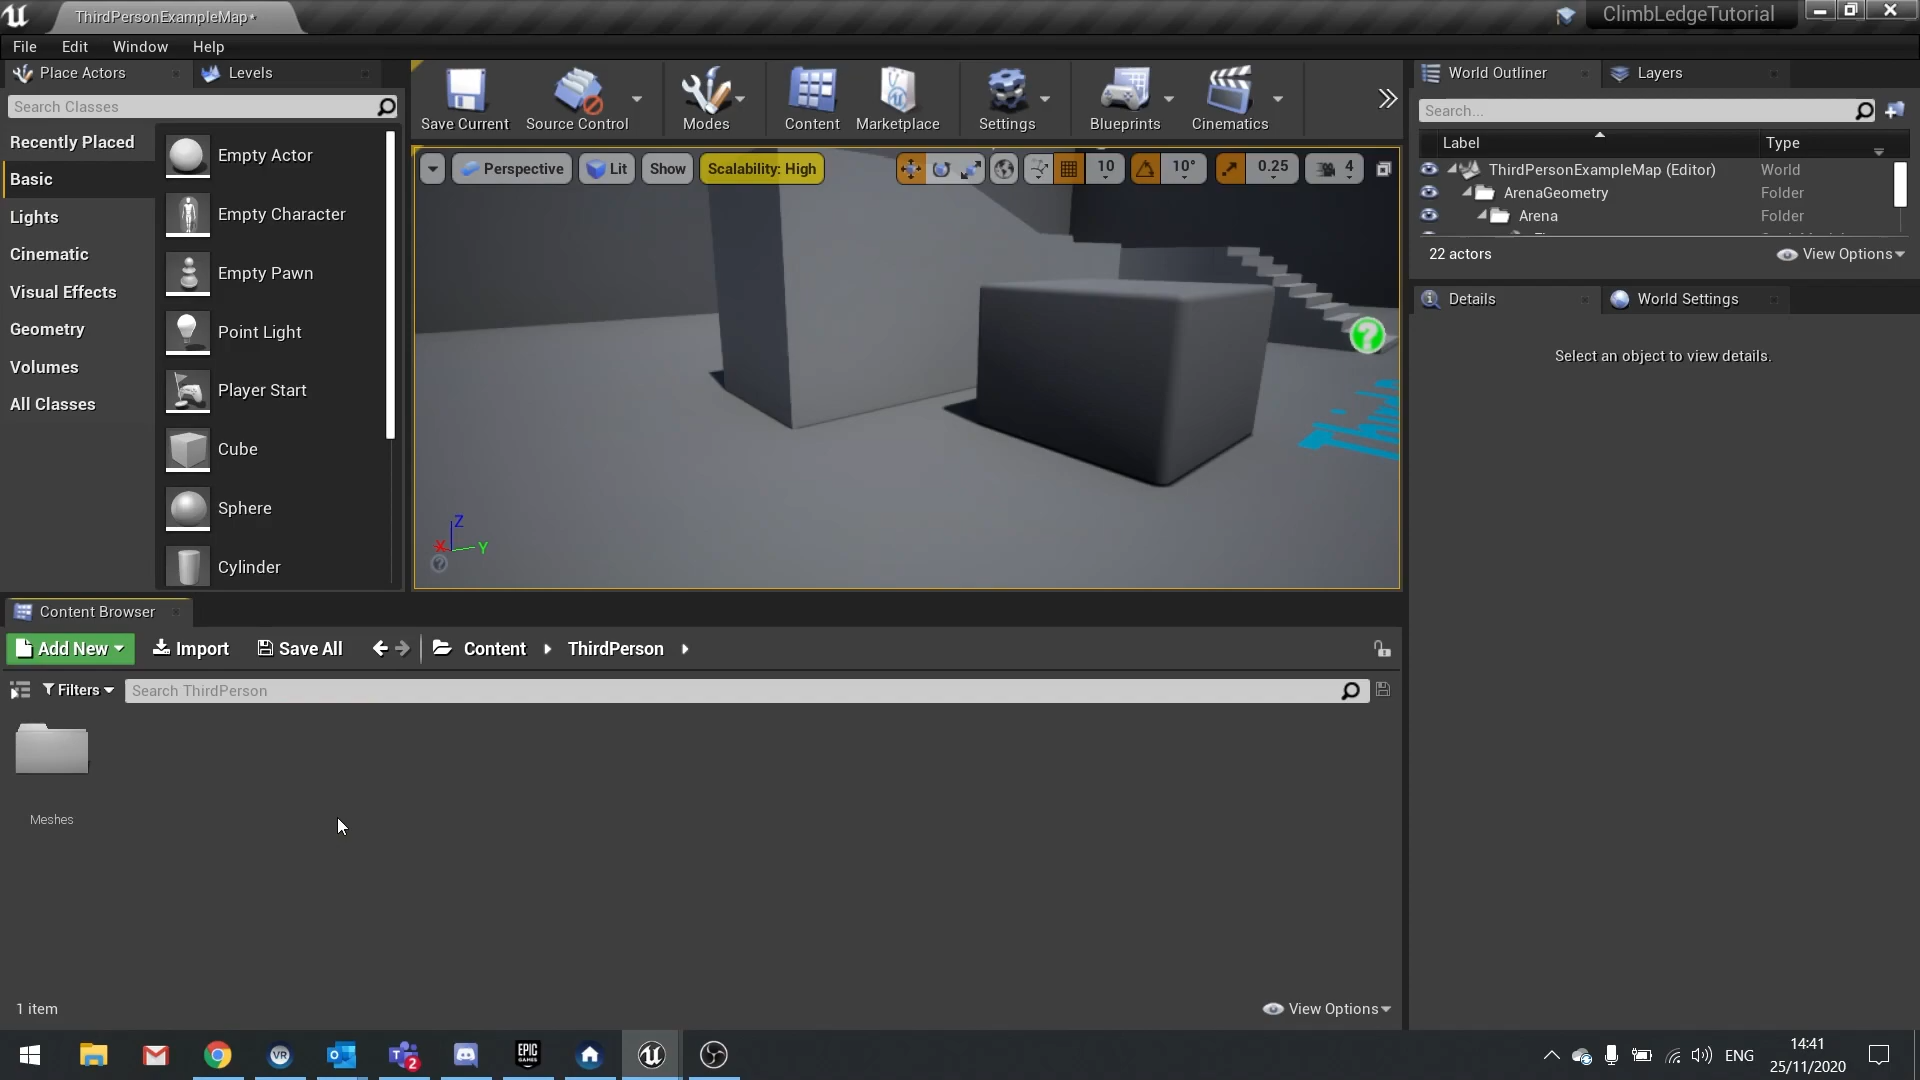 ThirdPersonExampleMap*
ClimbLedgeTutorial
File Edit Window Help
Place Actors
Levels
Search Classes
Recently Placed
Basic
Lights
Cinematic
Visual Effects
Geometry
Volumes
All Classes
Empty Actor
Empty Character
Empty Pawn
Point Light
Player Start
Cube
Sphere
Cylinder
Save Current
Source Control
Modes
Content
Marketplace
Settings
Blueprints
Cinematics
Perspective
Lit
Show
Scalability: High
10
10°
0.25
4
Z
X
Y
World Outliner
Layers
Search...
Label Type
ThirdPersonExampleMap (Editor) World
ArenaGeometry Folder
Arena Folder
22 actors
View Options
Details
World Settings
Select an object to view details.
Content Browser
Add New
Import
Save All
Content
ThirdPerson
Filters
Search ThirdPerson
Meshes
1 item
View Options
VR
2
EPIC
GAMES
ENG
14:41
25/11/2020